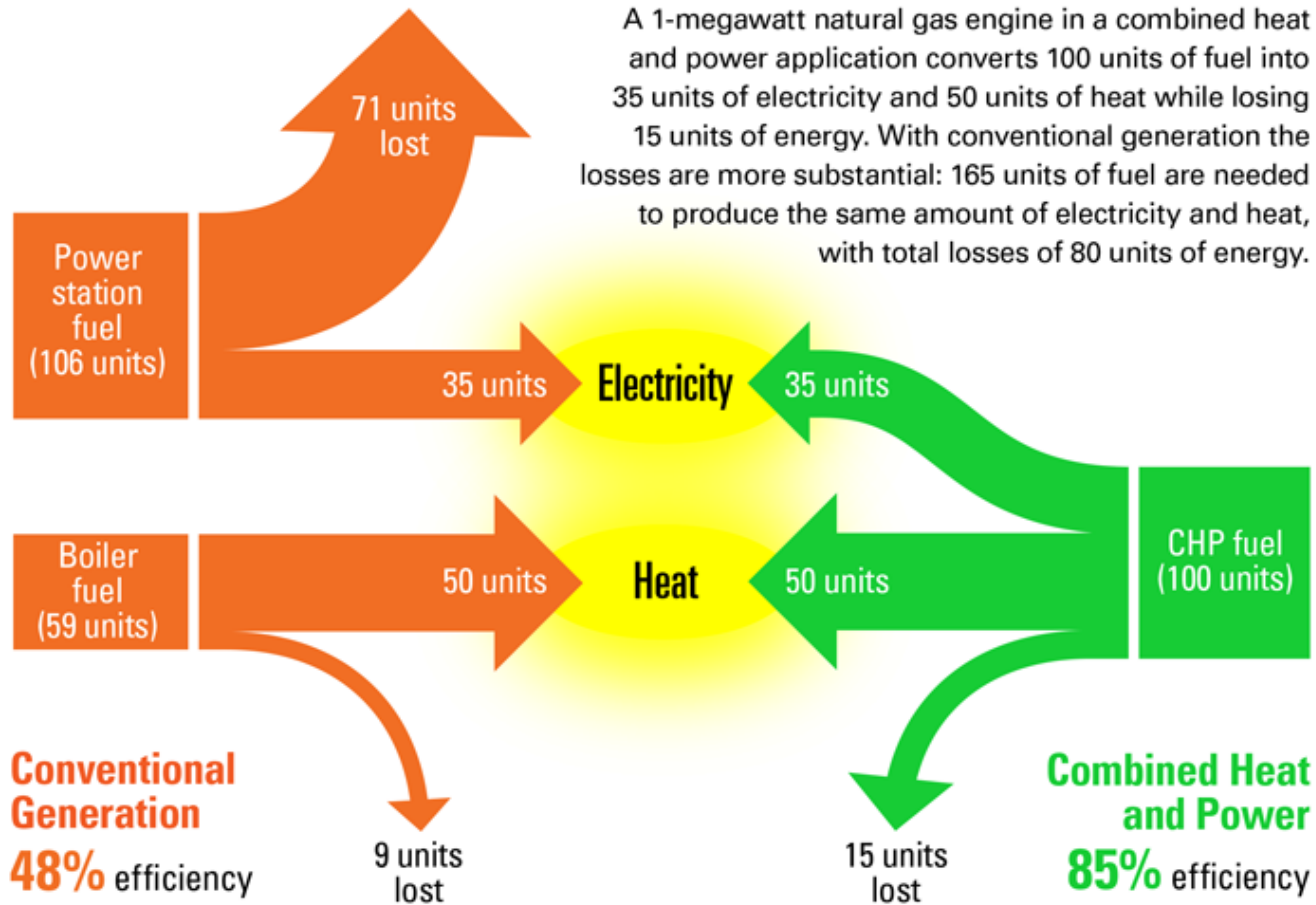 A 1-megawatt natural gas engine in a combined heat
and power application converts 100 units of fuel into
35 units of electricity and 50 units of heat while losing
15 units of energy. With conventional generation the
losses are more substantial: 165 units of fuel are needed
to produce the same amount of electricity and heat,
with total losses of 80 units of energy.
71 units
lost
Power
station
fuel
(106 units)
35 units
Electricity
35 units
Boiler
fuel
(59 units)
50 units
Heat
50 units
CHP fuel
(100 units)
Conventional
Generation
48% efficiency
9 units
lost
15 units
lost
Combined Heat
and Power
85% efficiency